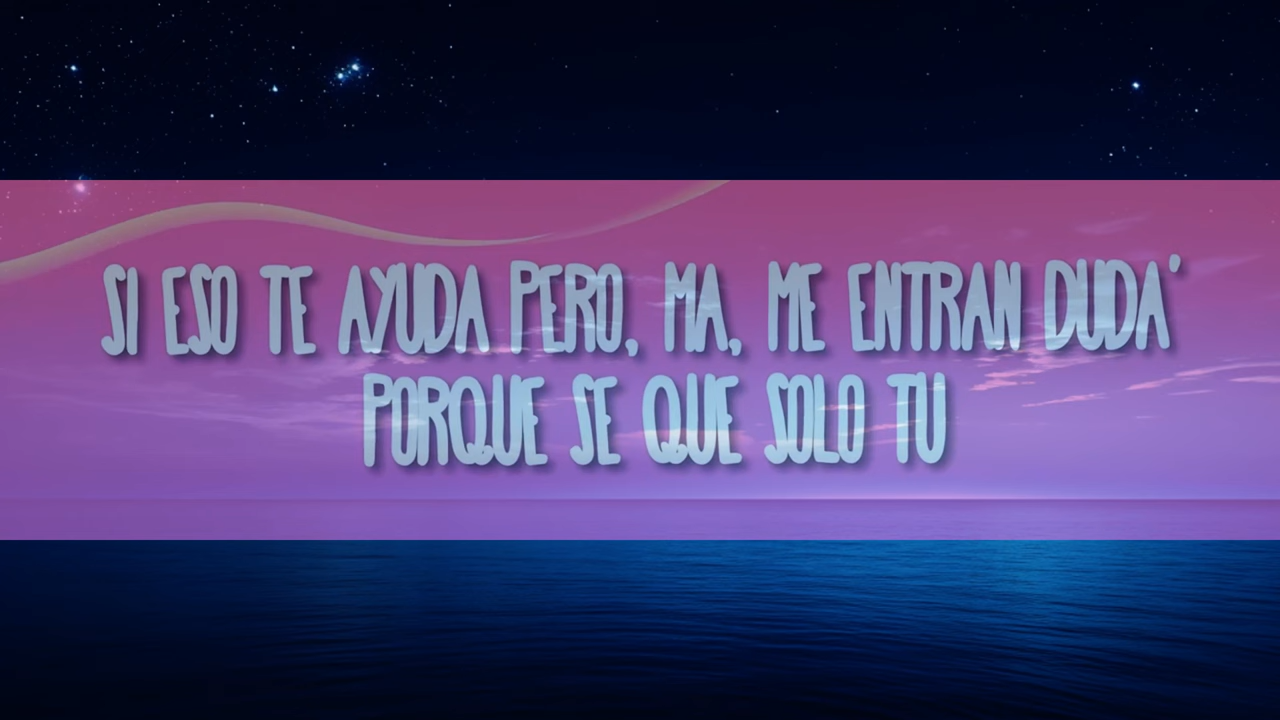 SI ESO TE AYUDA PERO, MA, ME ENTRAN DUDA'
PORQUE SE QUE SOLO TU